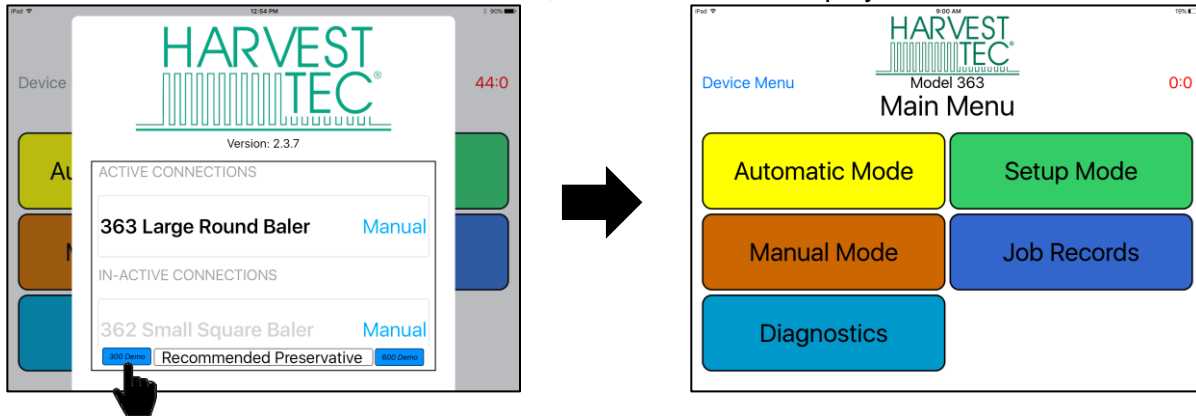 iPad 12:54 PM 90%
HARVEST
TEC®
Device 44:0
Version: 2.3.7
Au
ACTIVE CONNECTIONS
363 Large Round Baler Manual
IN-ACTIVE CONNECTIONS
362 Small Square Baler Manual
300 Demo Recommended Preservative 600 Demo
iPad 9:00 AM 19%
HARVEST
TEC®
Model 363
Device Menu 0:0
Main Menu
Automatic Mode Setup Mode
Manual Mode Job Records
Diagnostics